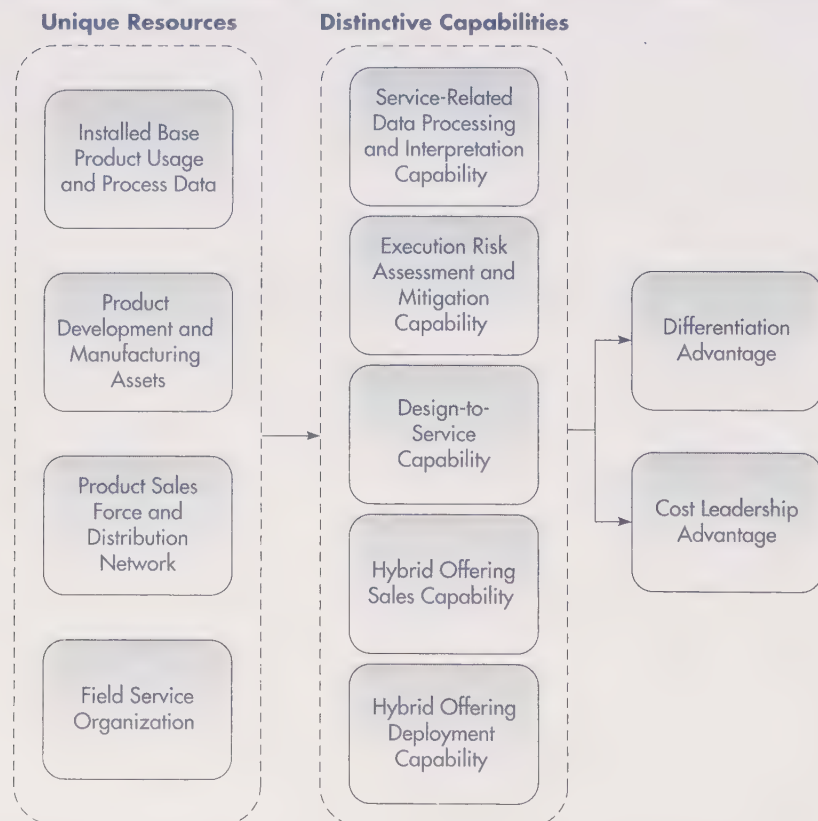 Unique Resources
Installed Base
Product Usage
and Process Data
Product
Development and
Manufacturing
Assets
Product Sales
Force and
Distribution
Network
Field Service
Organization
Distinctive Capabilities
Service-Related
Data Processing
and Interpretation
Capability
Execution Risk
Assessment and
Mitigation
Capability
Design-to-
Service
Capability
Hybrid Offering
Sales Capability
Hybrid Offering
Deployment
Capability
Differentiation
Advantage
Cost Leadership
Advantage